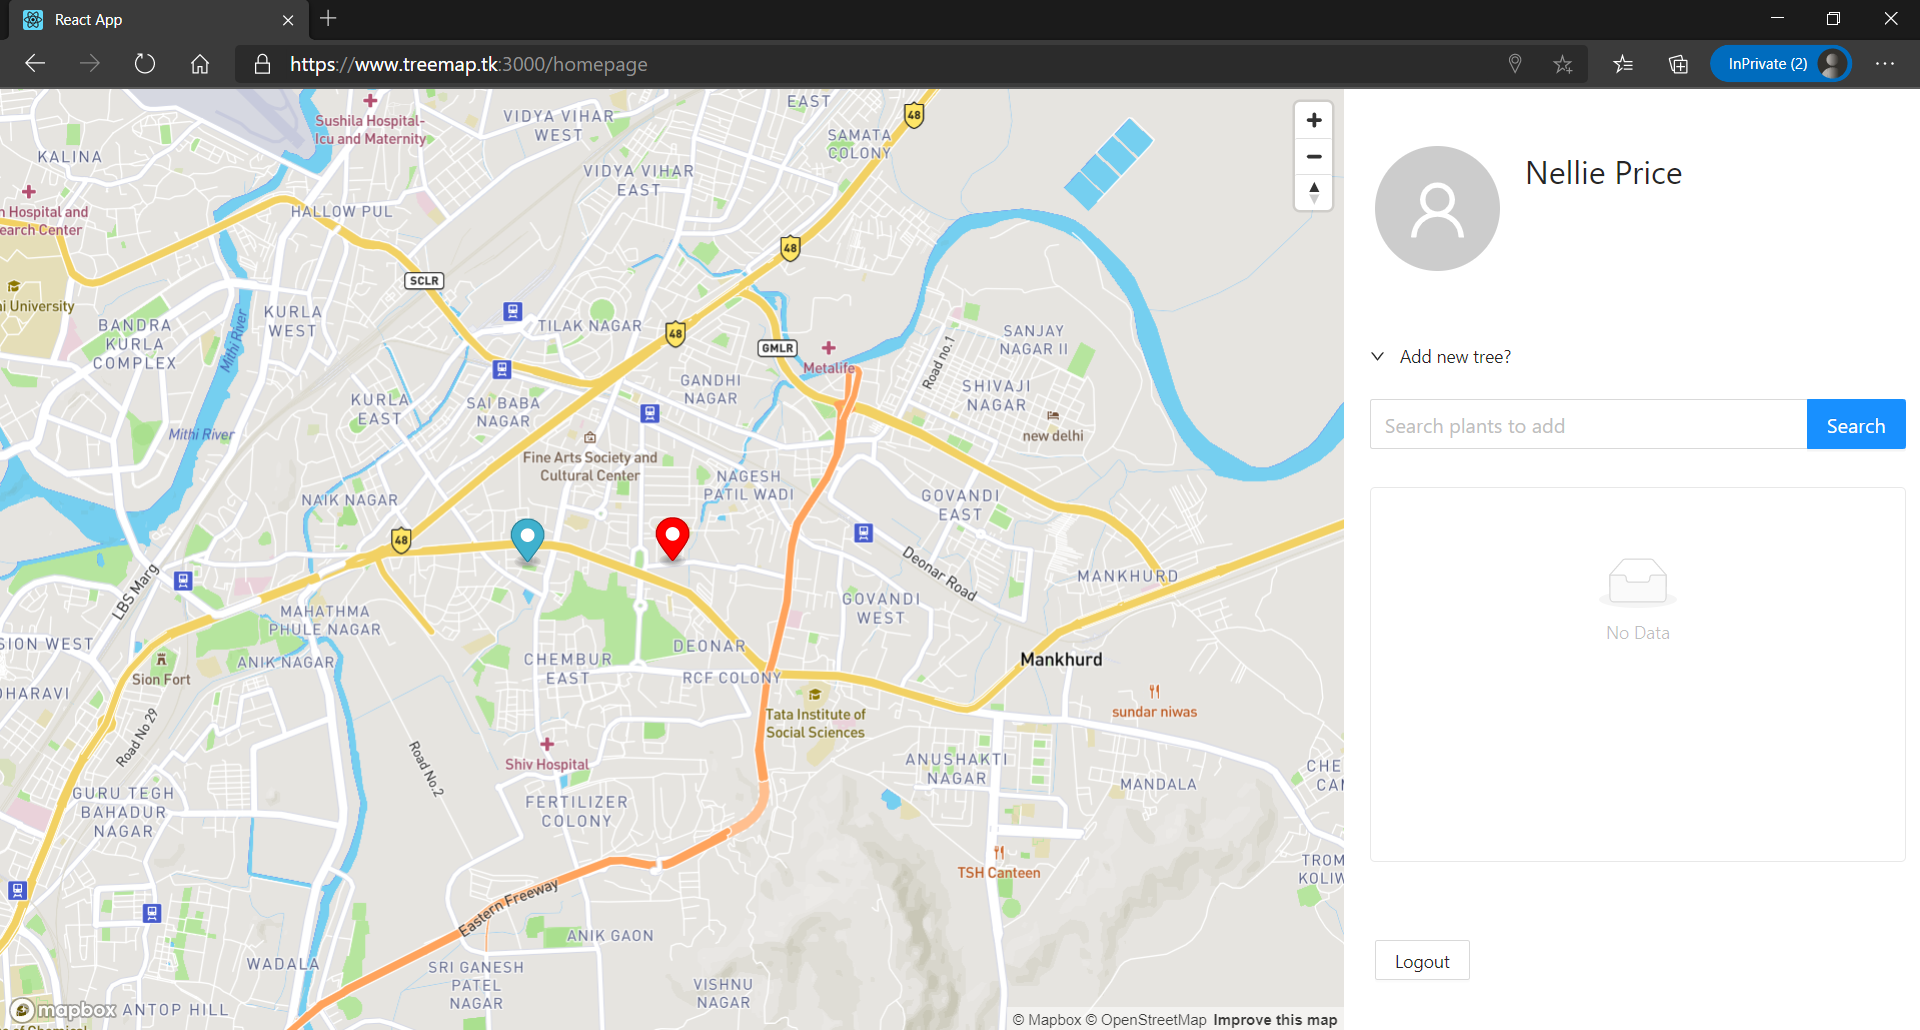 React App
https://www.treemap.tk:3000/homepage
InPrivate (2)
EAST
48
Sushila Hospital-
Icu and Maternity
VIDYA VIHAR
WEST
SAMATA
COLONY
KALINA
VIDYA VIHAR
EAST
n Hospital and
earch Center
HALLOW PUL
48
SCLR
ni University
KURLA
WEST
TILAK NAGAR
48
BANDRA
KURLA
COMPLEX
Mithi River
GMLR
Metalife
Road no. 1
SANJAY
NAGAR II
GANDHI
NAGAR
SHIVAJI
NAGAR
KURLA
EAST
SAI BABA
NAGAR
Mithi River
new delhi
Fine Arts Society and
Cultural Center
NAGESH
PATIL WADI
NAIK NAGAR
GOVANDI
EAST
48
Deonar Road
LBS Marg
MANKHURD
GOVANDI
WEST
MAHATHMA
PHULE NAGAR
SION WEST
DEONAR
ANIK NAGAR
CHEMBUR
EAST
Mankhurd
Sion Fort
RCF COLONY
DHARAVI
sundar niwas
Road No 29
Tata Institute of
Social Sciences
Road No.2
Shiv Hospital
ANUSHAKTI
NAGAR
CHE
CA
MANDALA
GURU TEGH
BAHADUR
NAGAR
FERTILIZER
COLONY
TSH Canteen
TROM
KOLIW
Eastern Freeway
ANIK GAON
WADALA
SRI GANESH
PATEL
NAGAR
VISHNU
NAGAR
mapbox
ANTOP HILL
© Mapbox © OpenStreetMap Improve this map
Nellie Price
Add new tree?
Search plants to add
Search
No Data
Logout